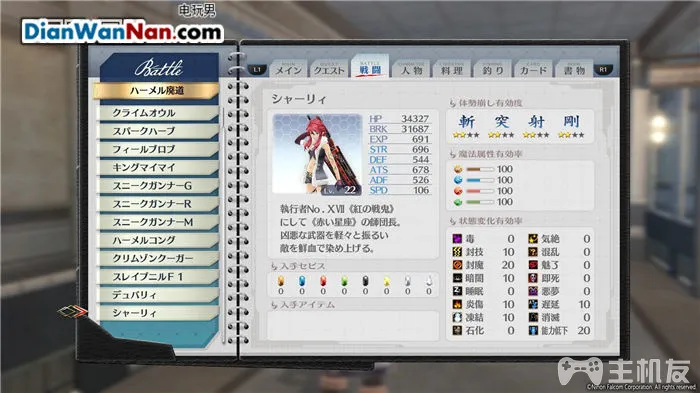 电玩男
DianWanNan.com
Battle
ハーメル廃道
クライムオウル
スパークハーブ
フィールプロプ
キングマイマイ
スニークガンナーG
スニークガンナーR
スニークガンナーM
ハーメルコング
クリムゾンクーガー
スレイプニルF1
デュバリィ
シャーリィ
L1
メイン
クエスト
BATTLE
戦闘
人物
料理
釣り
カード
書物
R1
シャーリィ
HP 34327
BRK 31687
EXP 691
STR 696
DEF 544
ATS 678
ADF 526
SPD 106
Lv. 22
執行者No.ⅩⅦ《紅の戦鬼》
にして《赤い星座》の師団長。
凶悪な武器を軽々と振るい
敵を鮮血で染め上げる。
入手セピス
0 0 0 0 0 0 0
入手アイテム
体勢崩し有効度
斬 突 射 剛
魔法属性有効率
100
100
100
100
状態変化有効率
毒 0 気絶 0
封技 10 混乱 0
封魔 20 魅了 0
暗闇 10 即死 0
睡眠 0 悪夢 0
炎傷 10 遅延 10
凍結 10 消滅 0
石化 0 能力低下 20
主机友
©Nihon Falcom Corporation. All rights reserved.